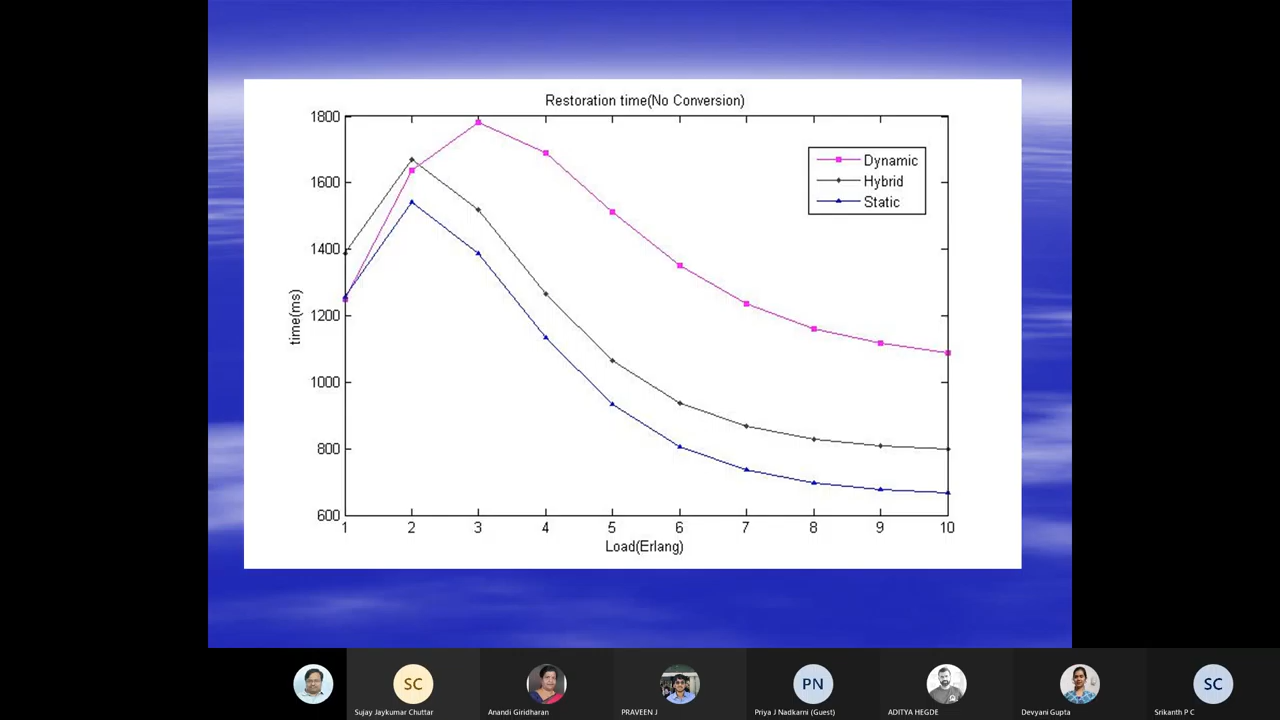 Restoration time(No Conversion)
1800
1600
1400
1200
1000
800
600
time(ms)
Dynamic
Hybrid
Static
1 2 3 4 5 6 7 8 9 10
Load(Erlang)
SC PN SC
Sujay Jaykumar Chuttar Anandi Giridharan PRAVEEN J Priya J Nadkarni (Guest) ADITYA HEGDE Devyani Gupta Srikanth P C